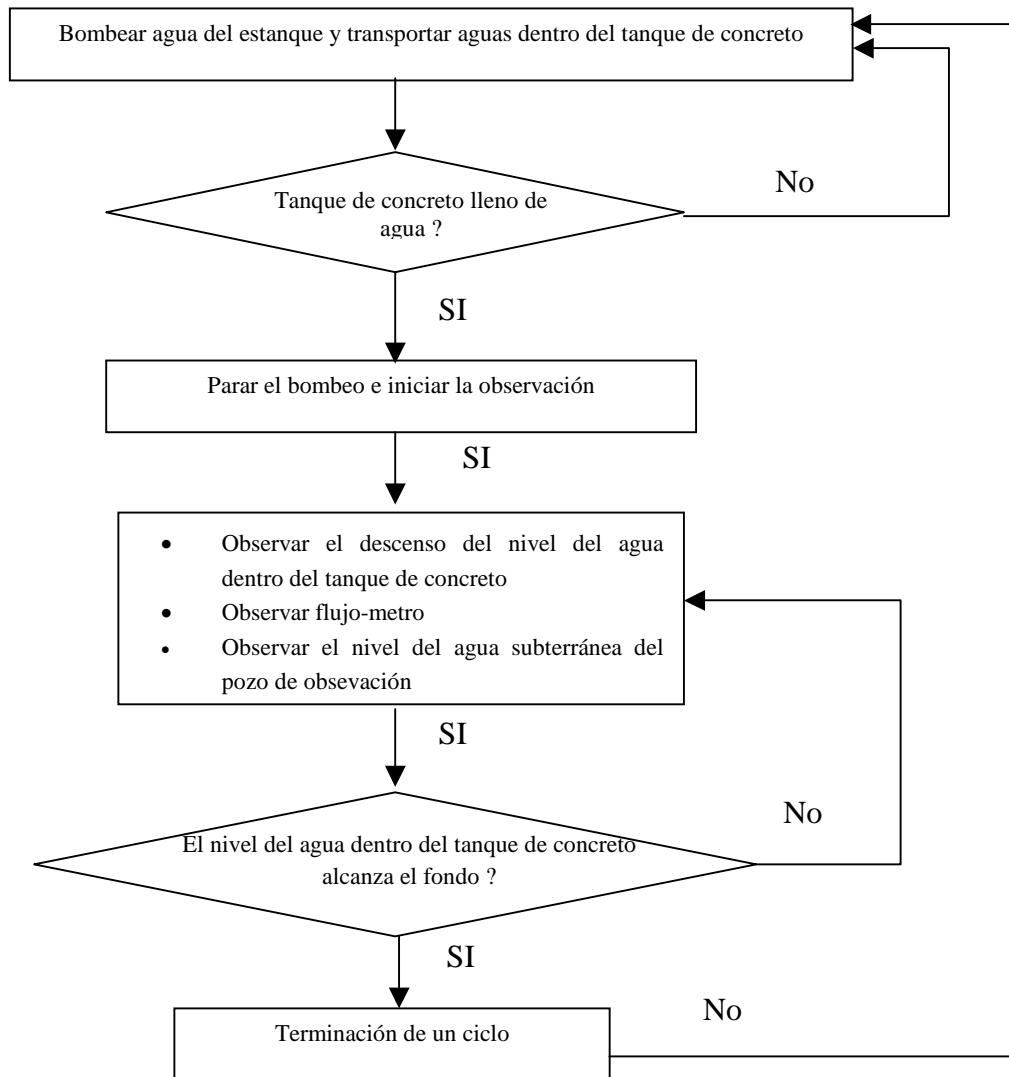 Bombear agua del estanque y transportar aguas dentro del tanque de concreto
Tanque de concreto lleno de
agua ?
No
SI
Parar el bombeo e iniciar la observación
SI
• Observar el descenso del nivel del agua
dentro del tanque de concreto
• Observar flujo-metro
• Observar el nivel del agua subterránea del
pozo de obsevación
SI
El nivel del agua dentro del tanque de concreto
alcanza el fondo ?
No
SI
Terminación de un ciclo
No